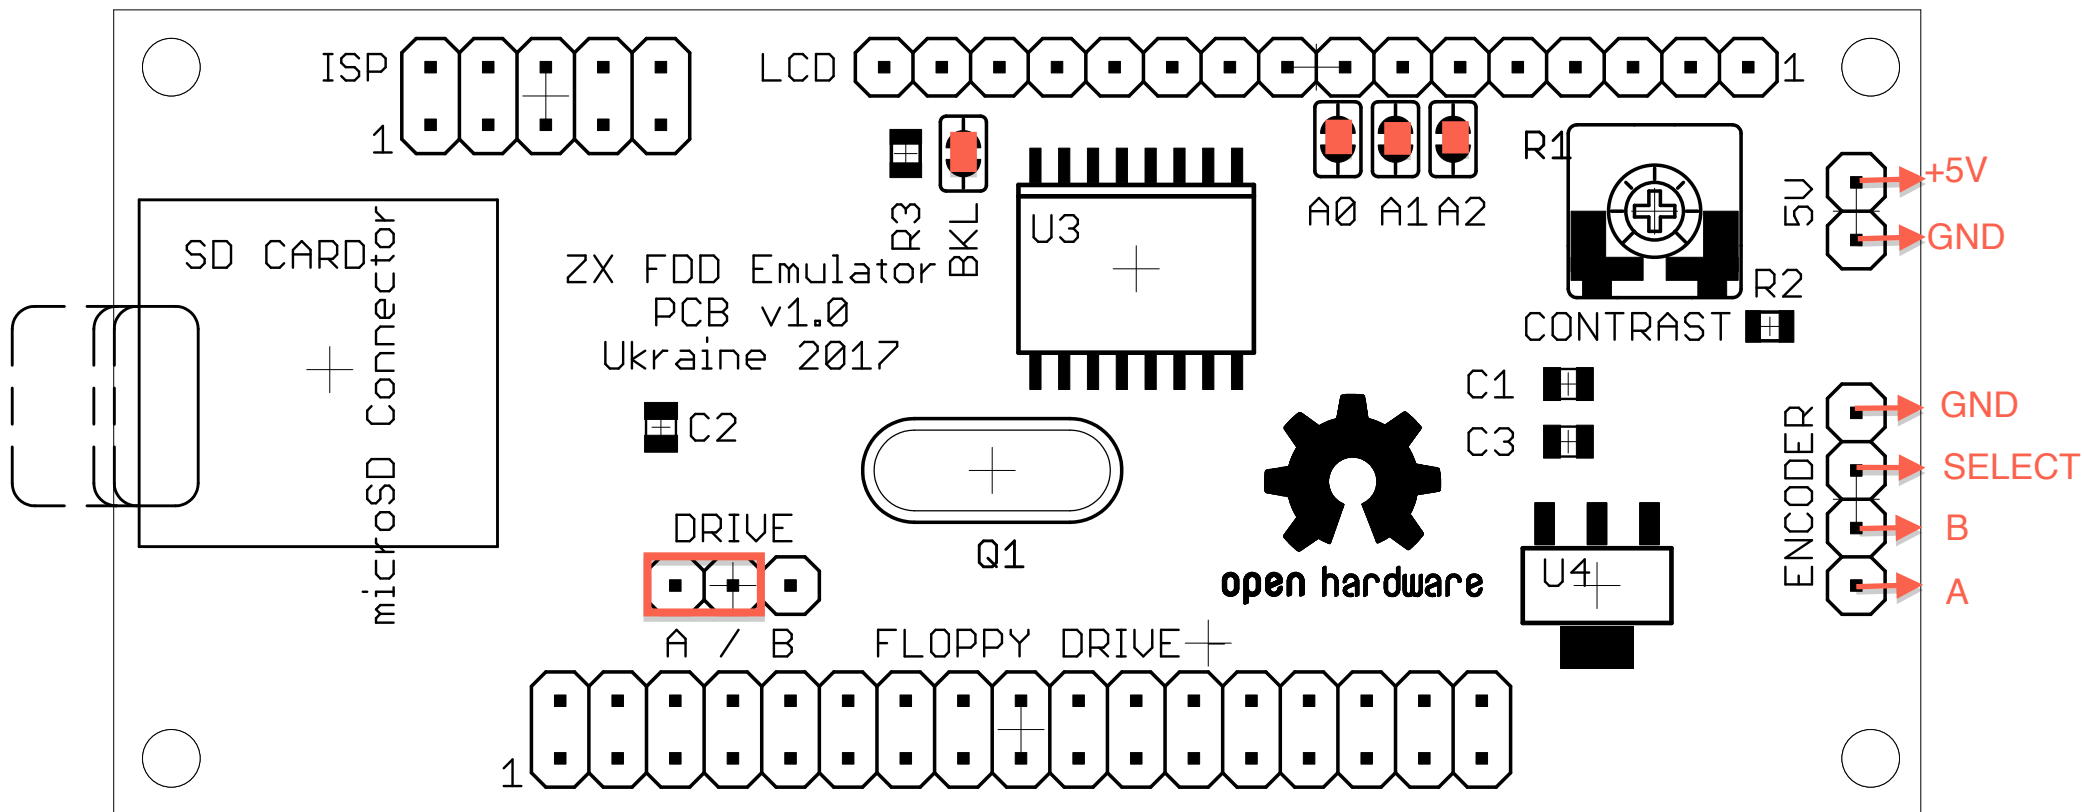 ISP
1
LCD
1
R3
BKL
A0
A1
A2
R1
5V
+5V
GND
U3
SD CARD
microSD Connector
ZX FDD Emulator
PCB v1.0
Ukraine 2017
R2
CONTRAST
C1
C2
C3
ENCODER
GND
SELECT
B
A
DRIVE
A / B
Q1
open hardware
U4
FLOPPY DRIVE
1